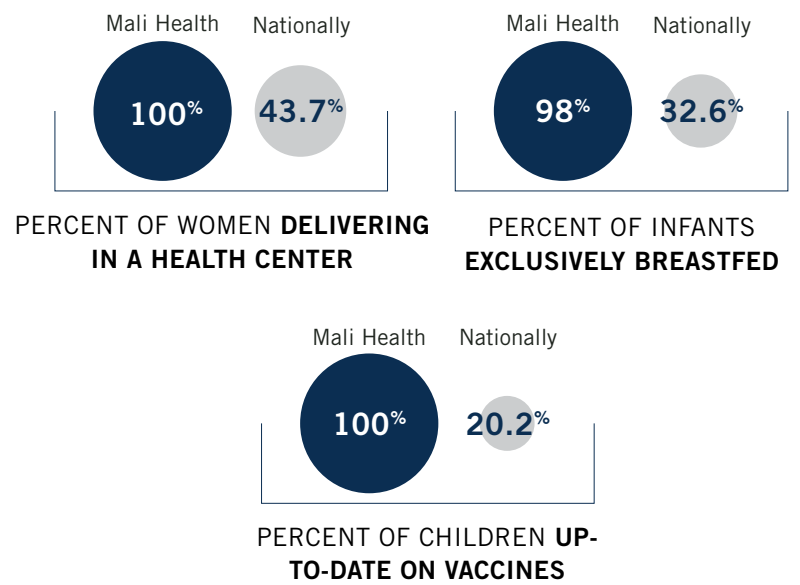 Mali Health Nationally
100% 43.7%
PERCENT OF WOMEN DELIVERING
IN A HEALTH CENTER
Mali Health Nationally
98% 32.6%
PERCENT OF INFANTS
EXCLUSIVELY BREASTFED
Mali Health Nationally
100% 20.2%
PERCENT OF CHILDREN UP-
TO-DATE ON VACCINES